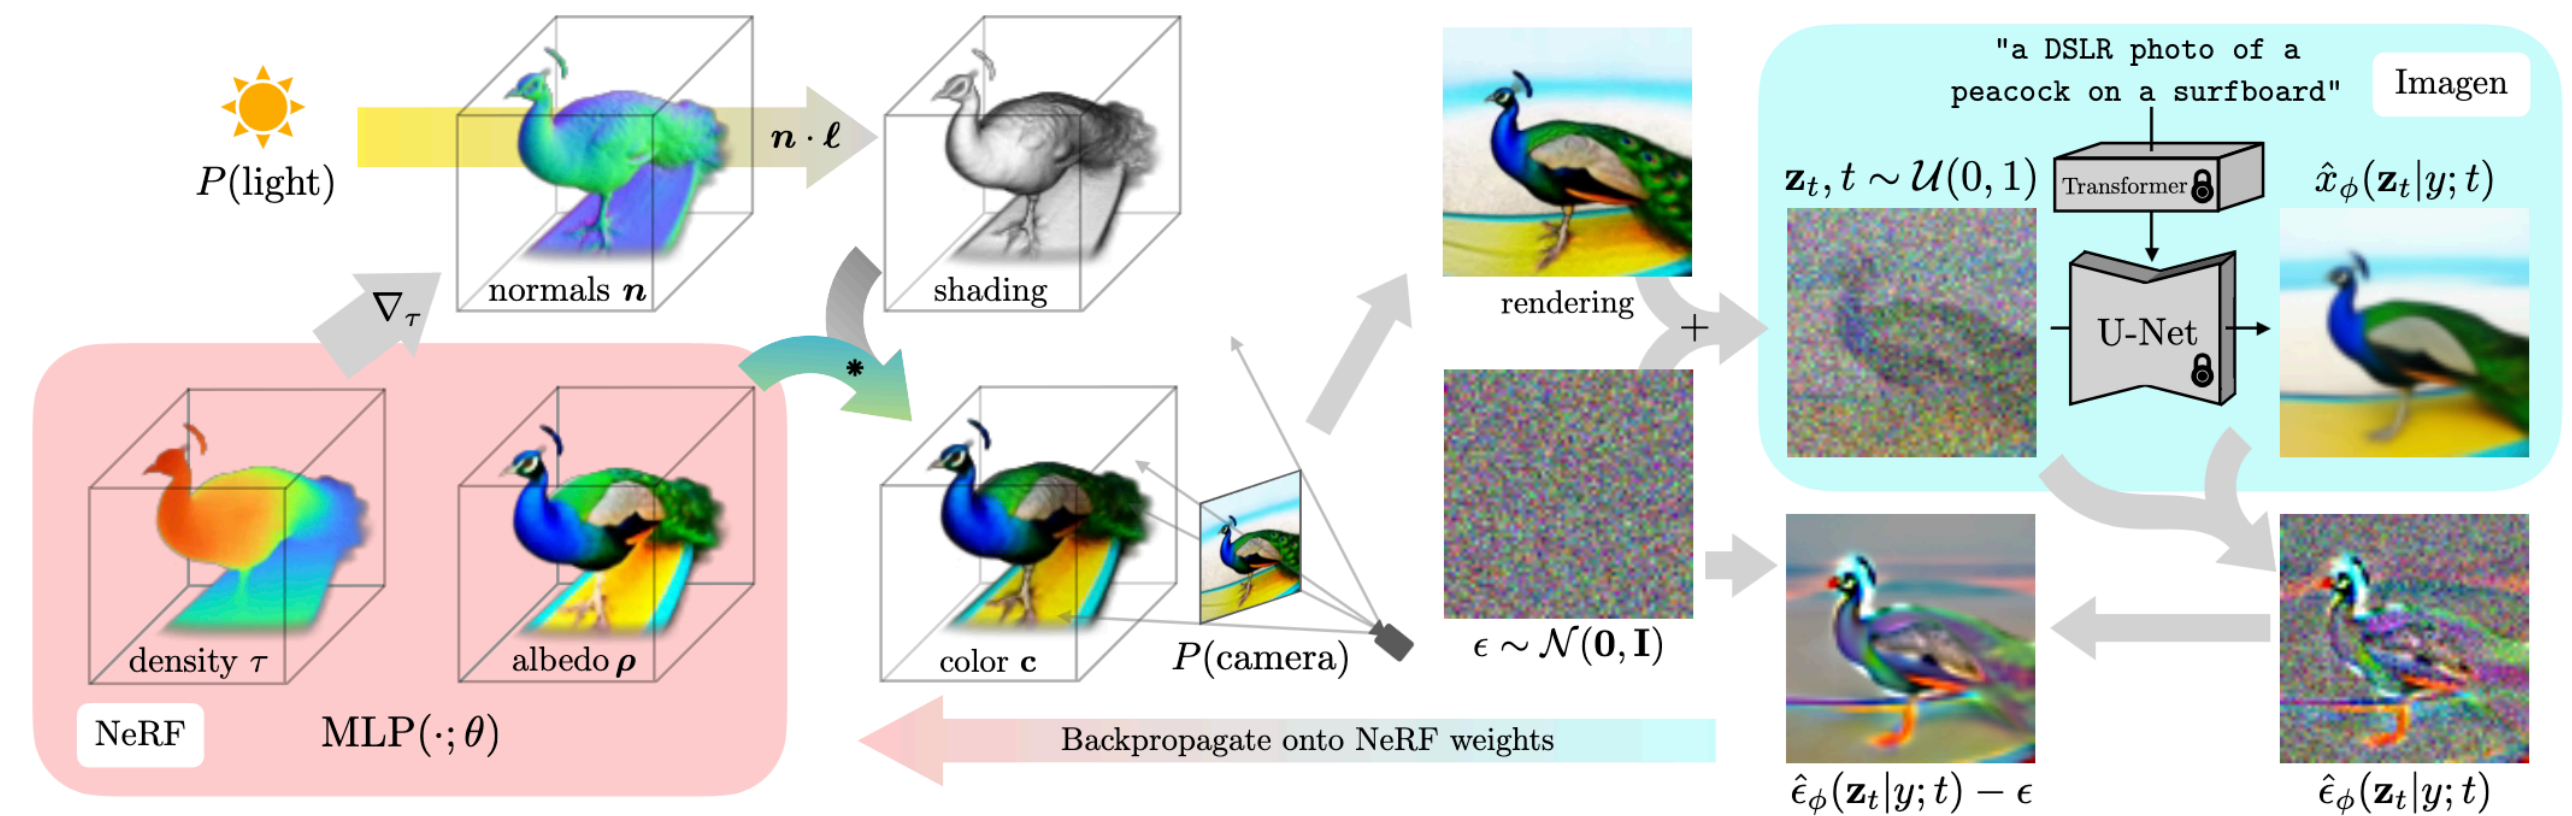 P(light)
∇τ
normals n
n · ℓ
shading
*
density τ
albedo ρ
NeRF
MLP(·; θ)
color c
P(camera)
rendering
+
ϵ ∼ 𝒩(0, I)
Backpropagate onto NeRF weights
"a DSLR photo of a
peacock on a surfboard"
Imagen
z_t, t ∼ 𝒰(0, 1)
Transformer
x̂_ϕ(z_t|y; t)
U-Net
ϵ̂_ϕ(z_t|y; t) − ϵ
ϵ̂_ϕ(z_t|y; t)